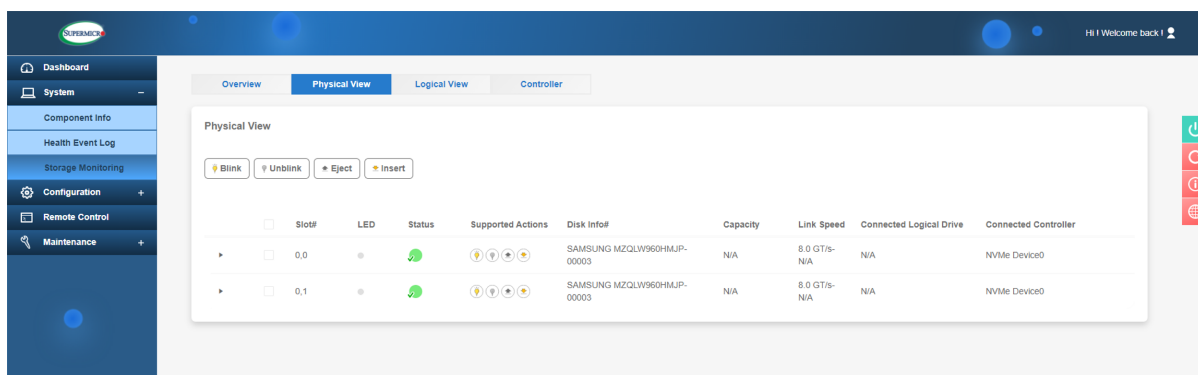 SUPERMICR
Hi ! Welcome back !
Dashboard
System −
Component Info
Health Event Log
Storage Monitoring
Configuration +
Remote Control
Maintenance +
Overview Physical View Logical View Controller
Physical View
Blink Unblink Eject Insert
Slot# LED Status Supported Actions Disk Info# Capacity Link Speed Connected Logical Drive Connected Controller
0,0 SAMSUNG MZQLW960HMJP-00003 N/A 8.0 GT/s-N/A N/A NVMe Device0
0,1 SAMSUNG MZQLW960HMJP-00003 N/A 8.0 GT/s-N/A N/A NVMe Device0